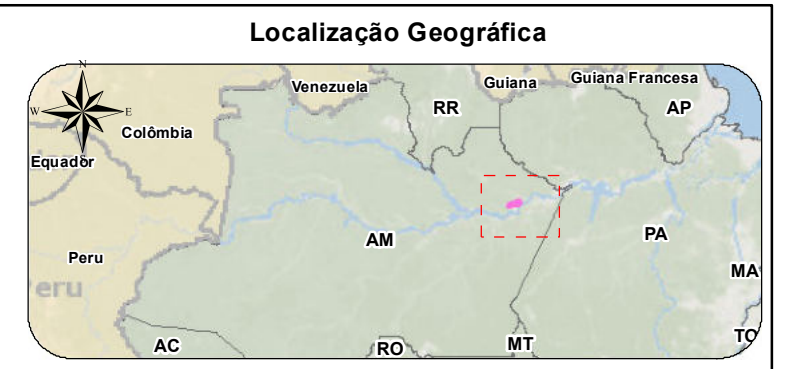 Localização Geográfica
N
W
E
Venezuela
Guiana
Guiana Francesa
RR
AP
Colômbia
Equador
AM
PA
Peru
eru
MA
AC
RO
MT
TO